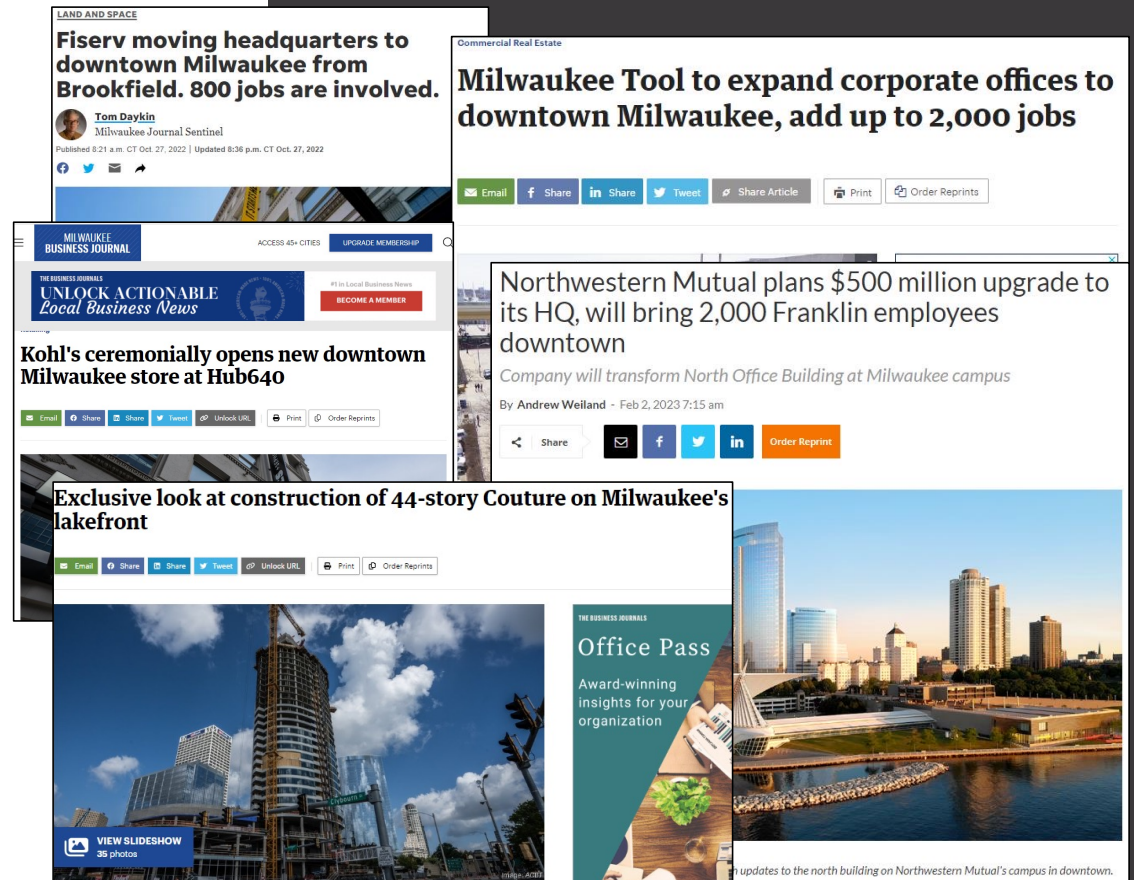 LAND AND SPACE
Fiserv moving headquarters to
downtown Milwaukee from
Brookfield. 800 jobs are involved.
Tom Daykin
Milwaukee Journal Sentinel
Published 8:21 a.m. CT Oct. 27, 2022 | Updated 8:36 p.m. CT Oct. 27, 2022
Commercial Real Estate
Milwaukee Tool to expand corporate offices to
downtown Milwaukee, add up to 2,000 jobs
Email Share Share Tweet Share Article Print Order Reprints
MILWAUKEE
BUSINESS JOURNAL
ACCESS 45+ CITIES UPGRADE MEMBERSHIP
THE BUSINESS JOURNALS
UNLOCK ACTIONABLE
Local Business News
#1 in Local Business News
BECOME A MEMBER
Kohl's ceremonially opens new downtown
Milwaukee store at Hub640
Email Share Share Tweet Unlock URL Print Order Reprints
Northwestern Mutual plans $500 million upgrade to
its HQ, will bring 2,000 Franklin employees
downtown
Company will transform North Office Building at Milwaukee campus
By Andrew Weiland - Feb 2, 2023 7:15 am
Share Order Reprint
Exclusive look at construction of 44-story Couture on Milwaukee's
lakefront
Email Share Share Tweet Unlock URL Print Order Reprints
Clybourn
VIEW SLIDESHOW
35 photos
THE BUSINESS JOURNALS
Office Pass
Award-winning
insights for your
organization
updates to the north building on Northwestern Mutual's campus in downtown.